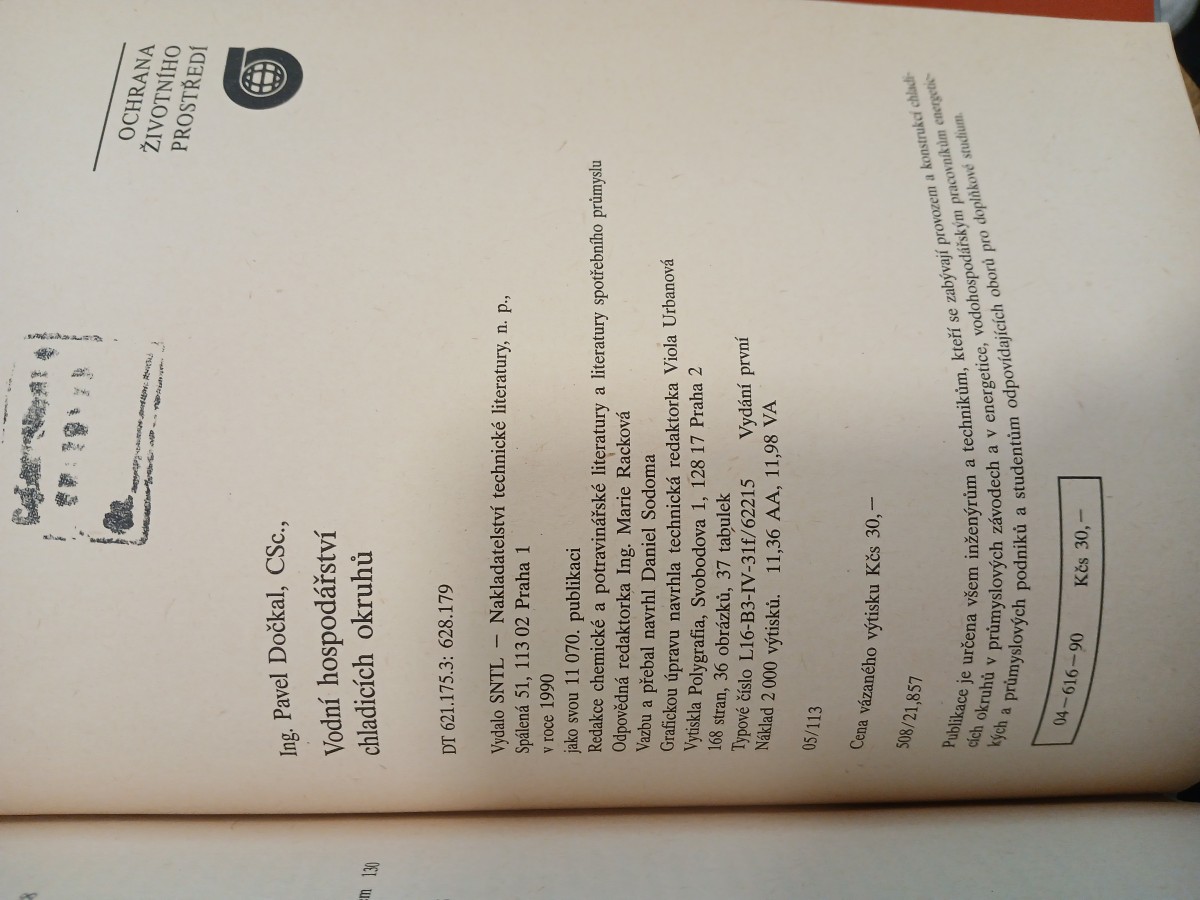 OCHRANA
ŽIVOTNÍHO
PROSTŘEDÍ
Ing. Pavel Dočkal, CSc.,
Vodní hospodářství
chladicích okruhů
DT 621.175.3: 628.179
Vydalo SNTL — Nakladatelství technické literatury, n. p.,
Spálená 51, 113 02 Praha 1
v roce 1990
jako svou 11 070. publikaci
Redakce chemické a potravinářské literatury a literatury spotřebního průmyslu
Odpovědná redaktorka Ing. Marie Racková
Vazbu a přebal navrhl Daniel Sodoma
Grafickou úpravu navrhla technická redaktorka Viola Urbanová
Vytiskla Polygrafia, Svobodova 1, 128 17 Praha 2
168 stran, 36 obrázků, 37 tabulek
Typové číslo L16-B3-IV-31f/62215 Vydání první
Náklad 2 000 výtisků. 11,36 AA, 11,98 VA
05/113
Cena vázaného výtisku Kčs 30,—
508/21,857
Publikace je určena všem inženýrům a technikům, kteří se zabývají provozem a konstrukcí chladi-
cích okruhů v průmyslových závodech a v energetice, vodohospodářským pracovníkům energetic-
kých a průmyslových podniků a studentům odpovídajících oborů pro doplňkové studium.
04—616—90 Kčs 30,—
130